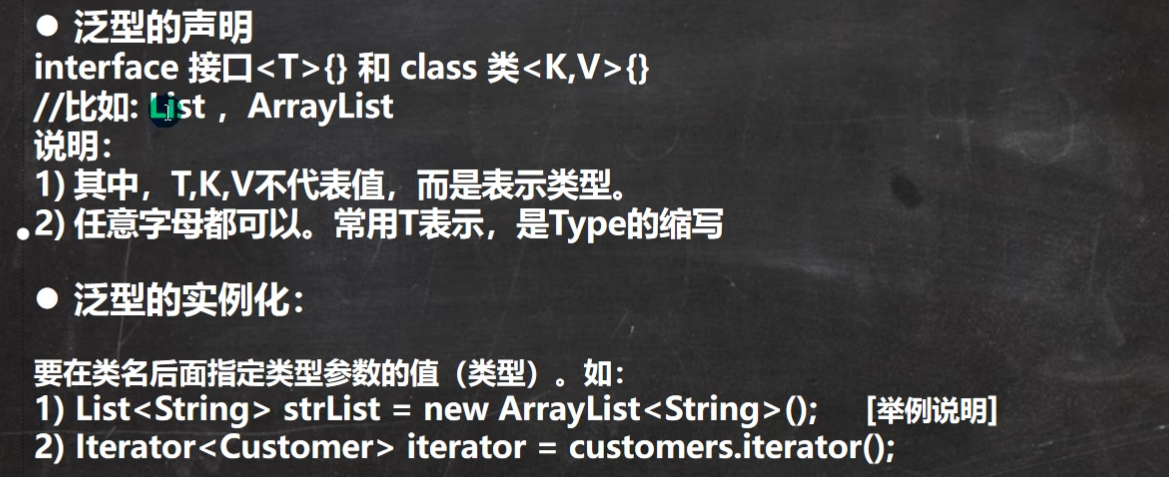 ● 泛型的声明
interface 接口<T>{} 和 class 类<K,V>{}
//比如: List ，ArrayList
说明：
1) 其中，T,K,V不代表值，而是表示类型。
2) 任意字母都可以。常用T表示，是Type的缩写
● 泛型的实例化：
要在类名后面指定类型参数的值（类型）。如：
1) List<String> strList = new ArrayList<String>(); [举例说明]
2) Iterator<Customer> iterator = customers.iterator();